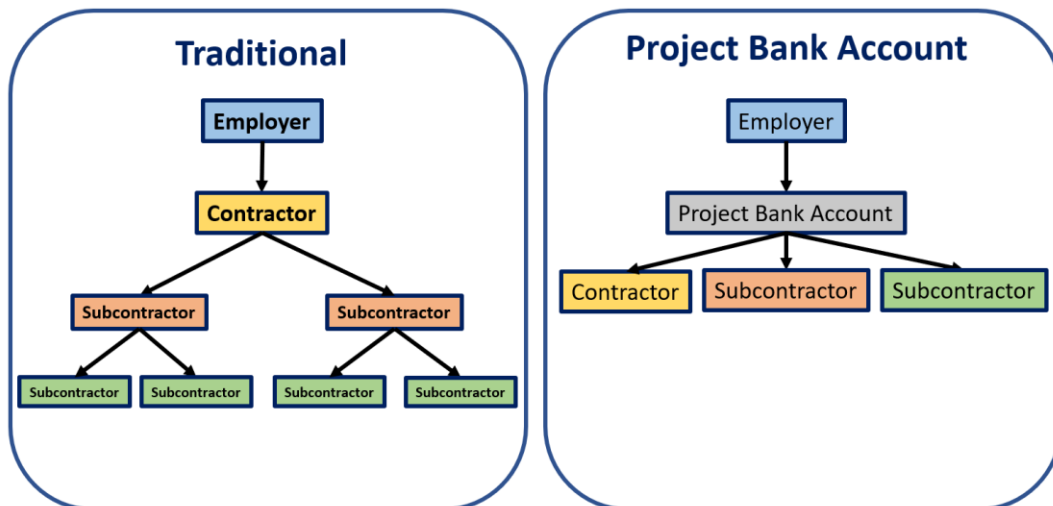 Traditional
Employer
Contractor
Subcontractor
Subcontractor
Subcontractor
Subcontractor
Subcontractor
Subcontractor
Project Bank Account
Employer
Project Bank Account
Contractor
Subcontractor
Subcontractor